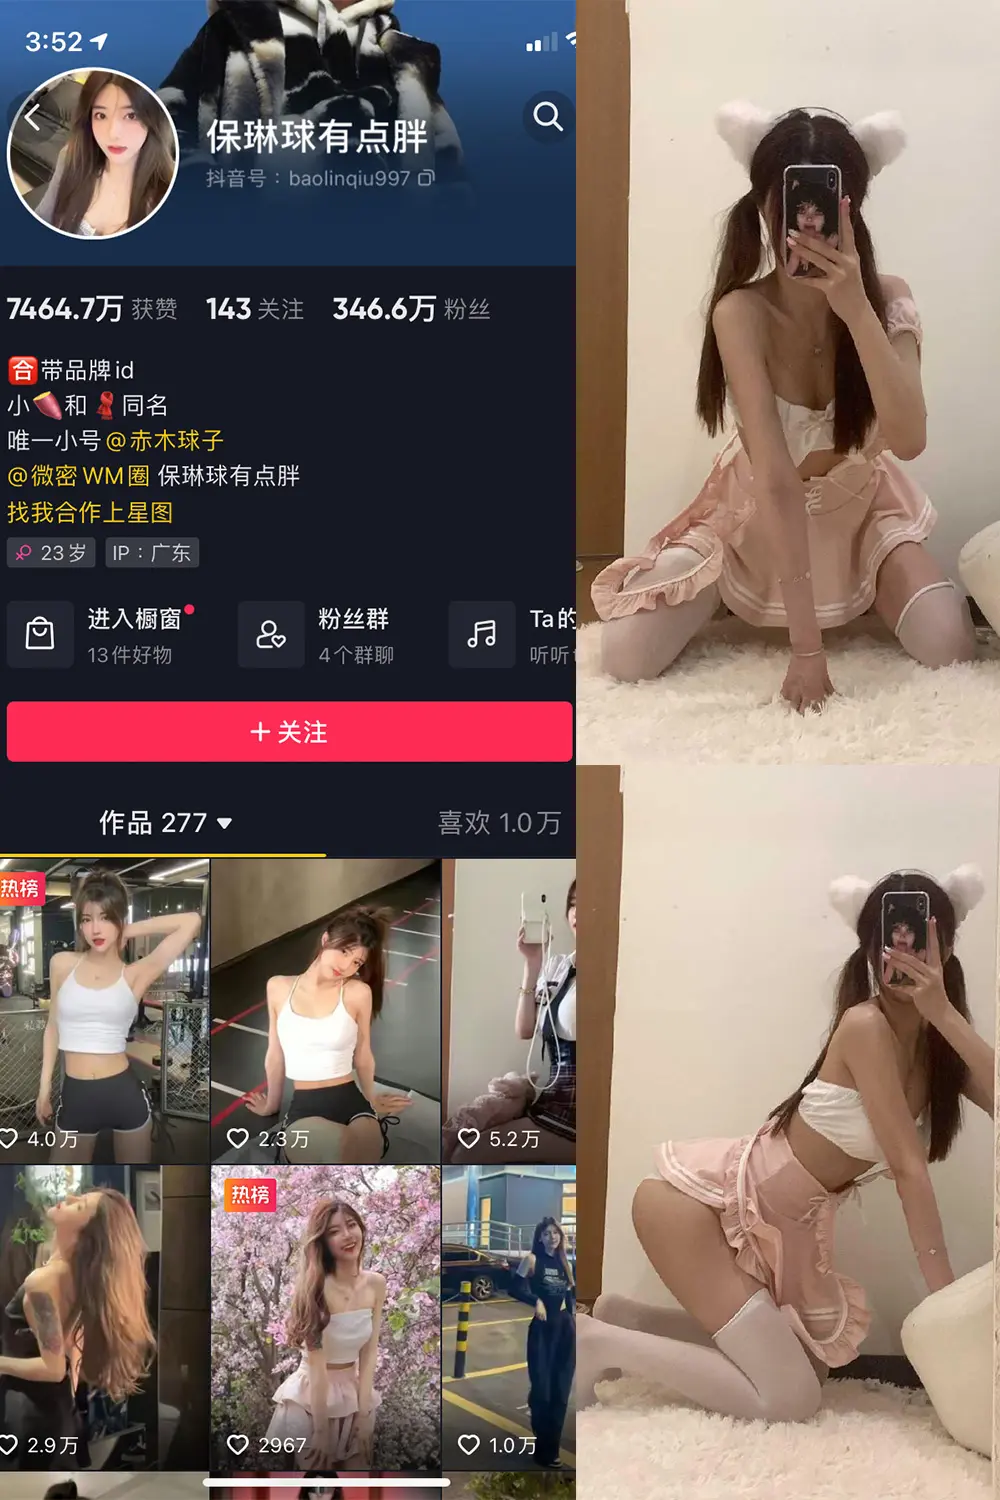 3:52
保琳球有点胖
抖音号：baolinqiu997
7464.7万 获赞 143 关注 346.6万 粉丝
合 带品牌id
小🍠和🧣同名
唯一小号@赤木球子
@微密WM圈 保琳球有点胖
找我合作上星图
23岁 IP：广东
进入橱窗
13件好物
粉丝群
4个群聊
Ta的
听听
+ 关注
作品 277
喜欢 1.0万
热榜
4.0万
2.3万
5.2万
2.9万
热榜
2967
1.0万